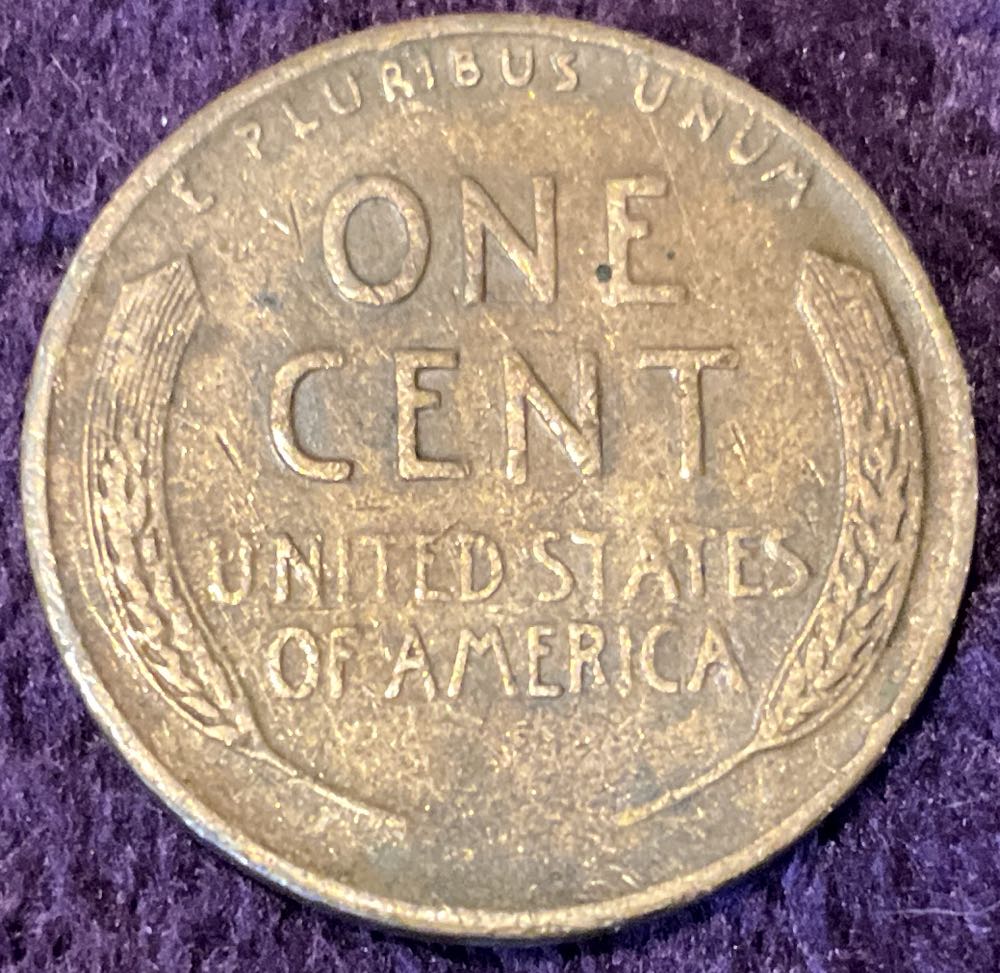 E PLURIBUS UNUM
ONE
CENT
UNITED STATES
OF AMERICA